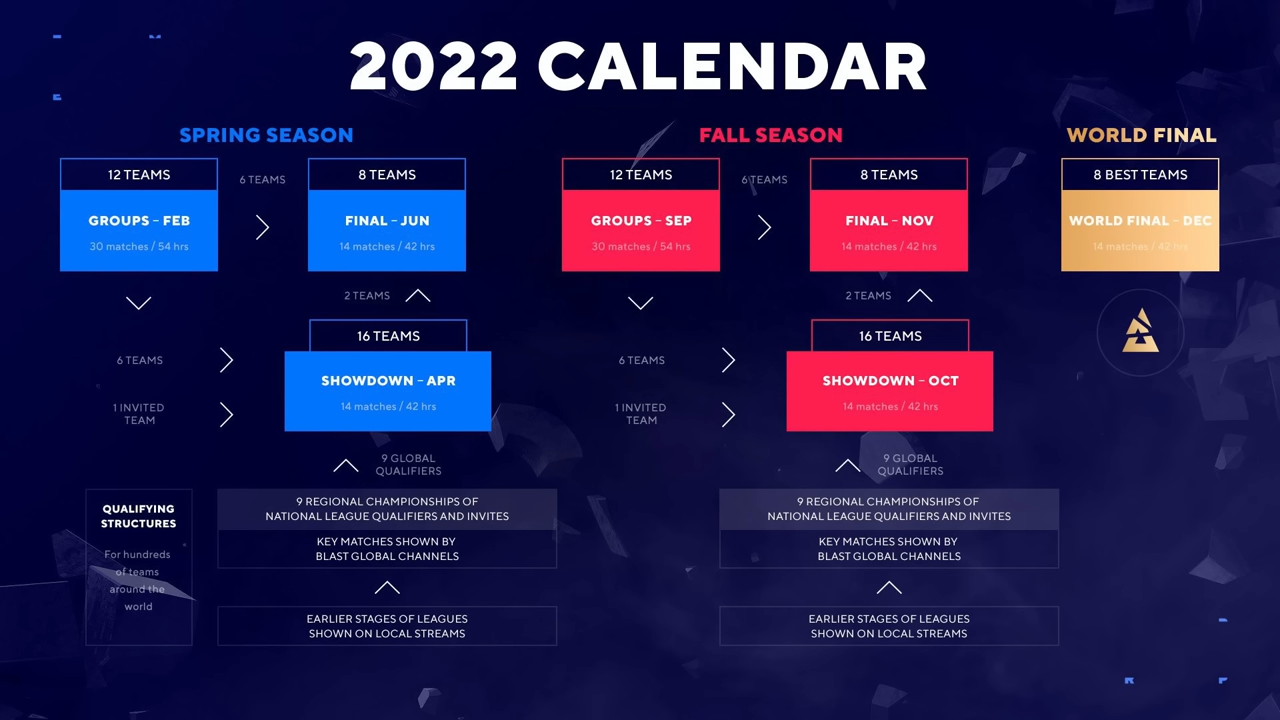 2022 CALENDAR
SPRING SEASON
12 TEAMS
GROUPS – FEB
30 matches / 54 hrs
6 TEAMS
8 TEAMS
FINAL – JUN
14 matches / 42 hrs
2 TEAMS
16 TEAMS
SHOWDOWN – APR
14 matches / 42 hrs
6 TEAMS
1 INVITED
TEAM
9 GLOBAL
QUALIFIERS
QUALIFYING
STRUCTURES
For hundreds
of teams
around the
world
9 REGIONAL CHAMPIONSHIPS OF
NATIONAL LEAGUE QUALIFIERS AND INVITES
KEY MATCHES SHOWN BY
BLAST GLOBAL CHANNELS
EARLIER STAGES OF LEAGUES
SHOWN ON LOCAL STREAMS
FALL SEASON
12 TEAMS
GROUPS – SEP
30 matches / 54 hrs
6 TEAMS
8 TEAMS
FINAL – NOV
14 matches / 42 hrs
2 TEAMS
16 TEAMS
SHOWDOWN – OCT
14 matches / 42 hrs
6 TEAMS
1 INVITED
TEAM
9 GLOBAL
QUALIFIERS
9 REGIONAL CHAMPIONSHIPS OF
NATIONAL LEAGUE QUALIFIERS AND INVITES
KEY MATCHES SHOWN BY
BLAST GLOBAL CHANNELS
EARLIER STAGES OF LEAGUES
SHOWN ON LOCAL STREAMS
WORLD FINAL
8 BEST TEAMS
WORLD FINAL – DEC
14 matches / 42 hrs